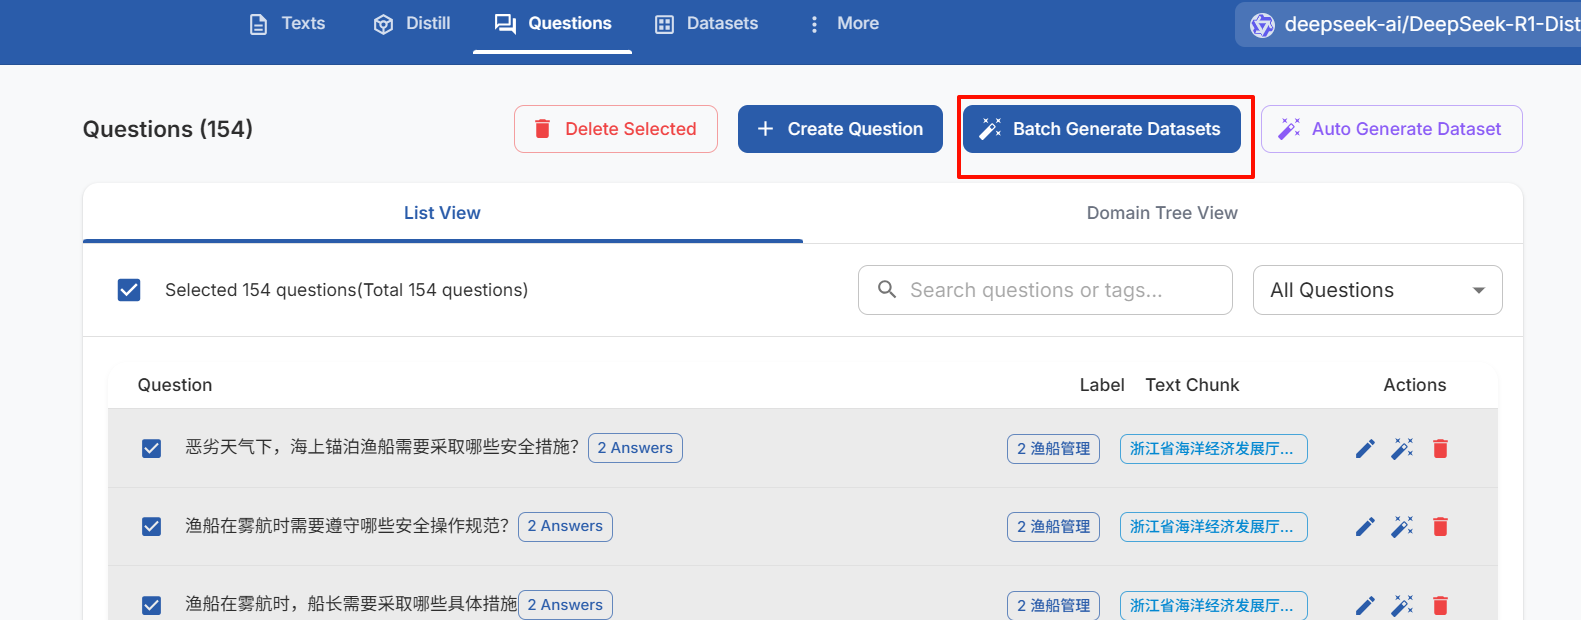 Texts Distill Questions Datasets More deepseek-ai/DeepSeek-R1-Dist
Questions (154) Delete Selected + Create Question Batch Generate Datasets Auto Generate Dataset
List View Domain Tree View
Selected 154 questions(Total 154 questions) Search questions or tags... All Questions
Question Label Text Chunk Actions
恶劣天气下，海上锚泊渔船需要采取哪些安全措施？ 2 Answers 2 渔船管理 浙江省海洋经济发展厅...
渔船在雾航时需要遵守哪些安全操作规范？ 2 Answers 2 渔船管理 浙江省海洋经济发展厅...
渔船在雾航时，船长需要采取哪些具体措施 2 Answers 2 渔船管理 浙江省海洋经济发展厅...